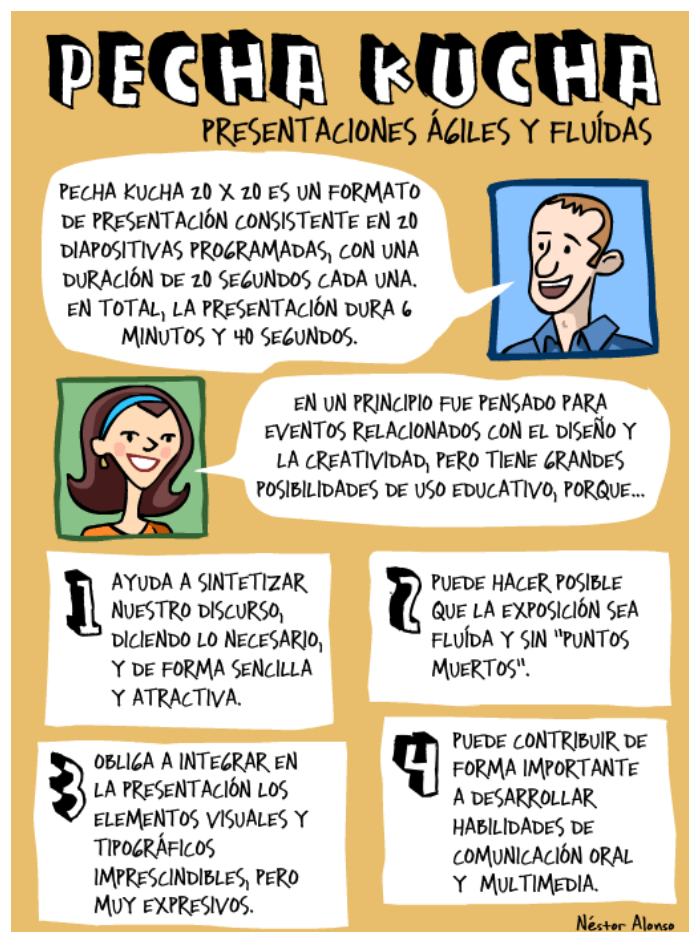 PECHA KUCHA
PRESENTACIONES ÁGILES Y FLUÍDAS
PECHA KUCHA 20 X 20 ES UN FORMATO
DE PRESENTACIÓN CONSISTENTE EN 20
DIAPOSITIVAS PROGRAMADAS, CON UNA
DURACIÓN DE 20 SEGUNDOS CADA UNA.
EN TOTAL, LA PRESENTACIÓN DURA 6
MINUTOS Y 40 SEGUNDOS.
EN UN PRINCIPIO FUE PENSADO PARA
EVENTOS RELACIONADOS CON EL DISEÑO Y
LA CREATIVIDAD, PERO TIENE GRANDES
POSIBILIDADES DE USO EDUCATIVO, PORQUE...
1 AYUDA A SINTETIZAR
NUESTRO DISCURSO,
DICIENDO LO NECESARIO,
Y DE FORMA SENCILLA
Y ATRACTIVA.
2 PUEDE HACER POSIBLE
QUE LA EXPOSICIÓN SEA
FLUÍDA Y SIN "PUNTOS
MUERTOS".
3 OBLIGA A INTEGRAR EN
LA PRESENTACIÓN LOS
ELEMENTOS VISUALES Y
TIPOGRÁFICOS
IMPRESCINDIBLES, PERO
MUY EXPRESIVOS.
4 PUEDE CONTRIBUIR DE
FORMA IMPORTANTE
A DESARROLLAR
HABILIDADES DE
COMUNICACIÓN ORAL
Y MULTIMEDIA.
Néstor Alonso